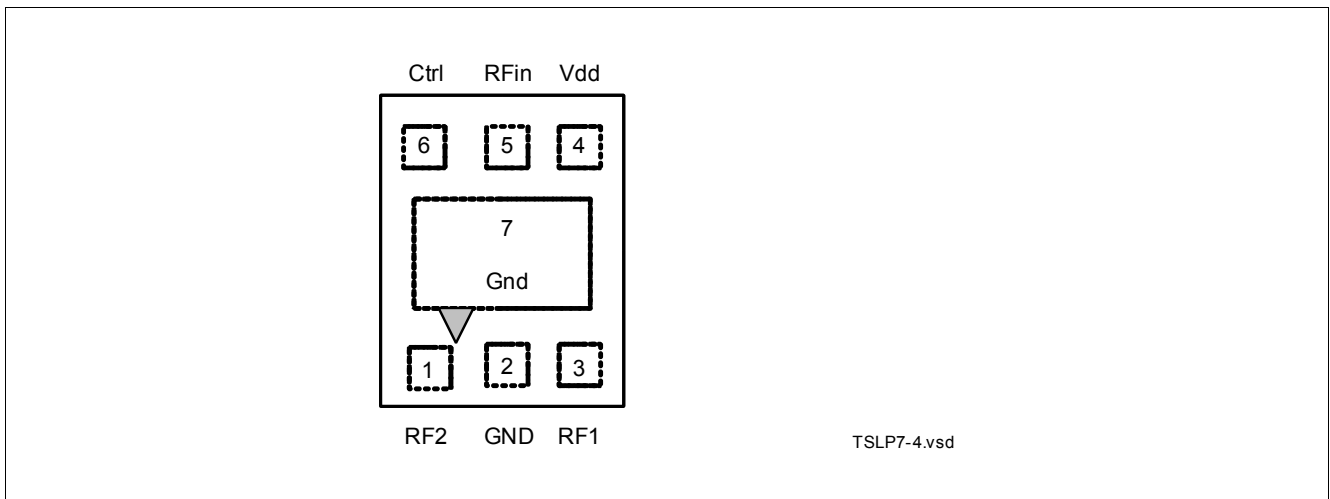 Ctrl RFin Vdd
6 5 4
7
Gnd
1 2 3
RF2 GND RF1
TSLP7-4.vsd